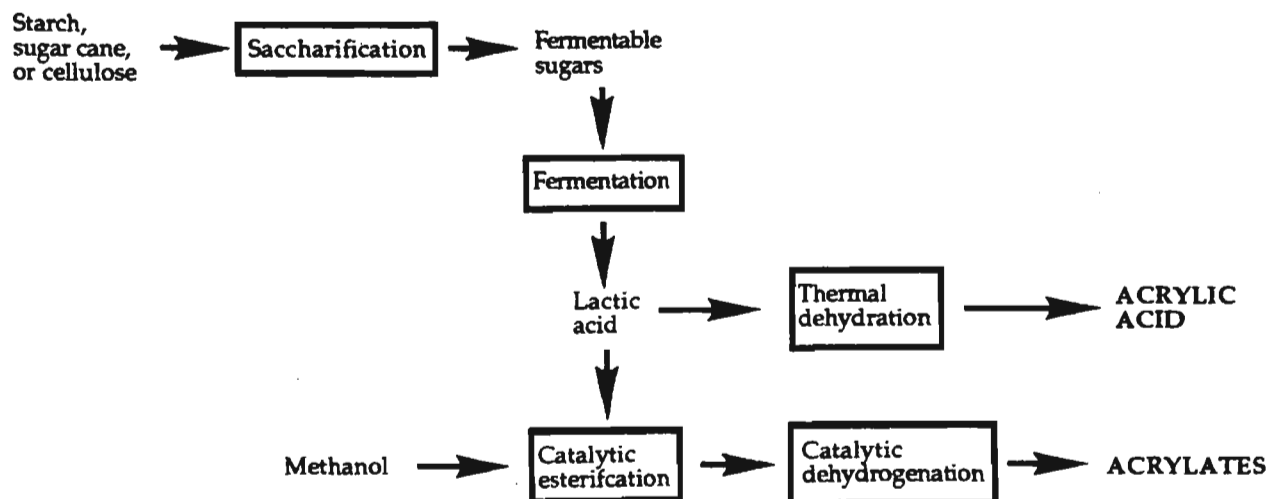 Starch,
sugar cane,
or cellulose
Saccharification
Fermentable
sugars
Fermentation
Lactic
acid
Thermal
dehydration
ACRYLIC
ACID
Methanol
Catalytic
esterifcation
Catalytic
dehydrogenation
ACRYLATES